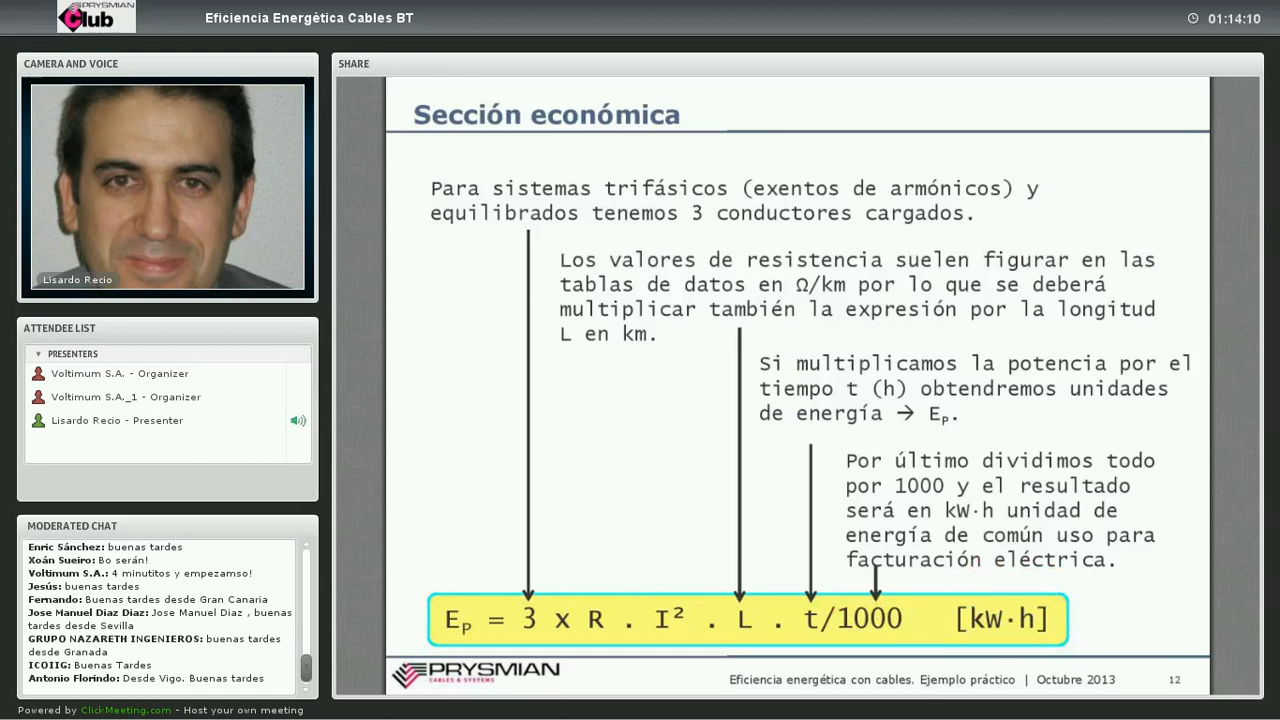 PRYSMIAN
Club
Eficiencia Energética Cables BT
01:14:10
CAMERA AND VOICE
Lisardo Recio
ATTENDEE LIST
PRESENTERS
Voltimum S.A. - Organizer
Voltimum S.A._1 - Organizer
Lisardo Recio - Presenter
MODERATED CHAT
Enric Sánchez: buenas tardes
Xoán Sueiro: Bo serán!
Voltimum S.A.: 4 minutitos y empezamso!
Jesús: buenas tardes
Fernando: Buenas tardes desde Gran Canaria
Jose Manuel Diaz Diaz: Jose Manuel Diaz , buenas
tardes desde Sevilla
GRUPO NAZARETH INGENIEROS: buenas tardes
desde Granada
ICOIIG: Buenas Tardes
Antonio Florindo: Desde Vigo. Buenas tardes
Powered by ClickMeeting.com - Host your own meeting
SHARE
Sección económica
Para sistemas trifásicos (exentos de armónicos) y
equilibrados tenemos 3 conductores cargados.
Los valores de resistencia suelen figurar en las
tablas de datos en Ω/km por lo que se deberá
multiplicar también la expresión por la longitud
L en km.
Si multiplicamos la potencia por el
tiempo t (h) obtendremos unidades
de energía → Eₚ.
Por último dividimos todo
por 1000 y el resultado
será en kW·h unidad de
energía de común uso para
facturación eléctrica.
Eₚ = 3 x R . I² . L . t/1000 [kW·h]
PRYSMIAN
CABLES & SYSTEMS
Eficiencia energética con cables. Ejemplo práctico | Octubre 2013
12